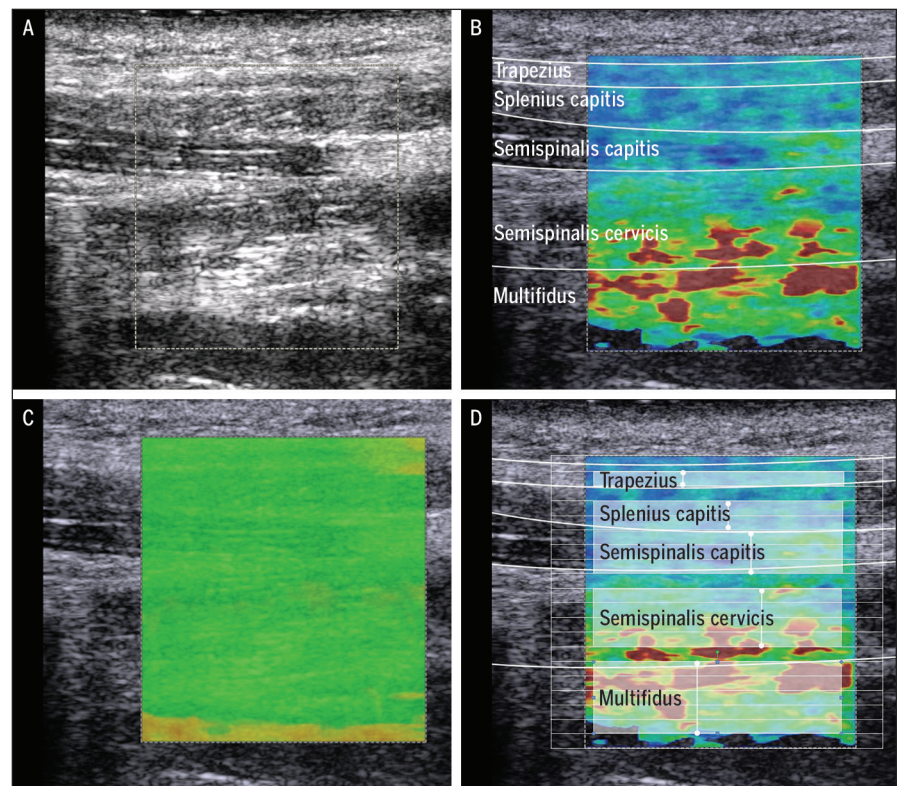 A
B
Trapezius
Splenius capitis
Semispinalis capitis
Semispinalis cervicis
Multifidus
C
D
Trapezius
Splenius capitis
Semispinalis capitis
Semispinalis cervicis
Multifidus